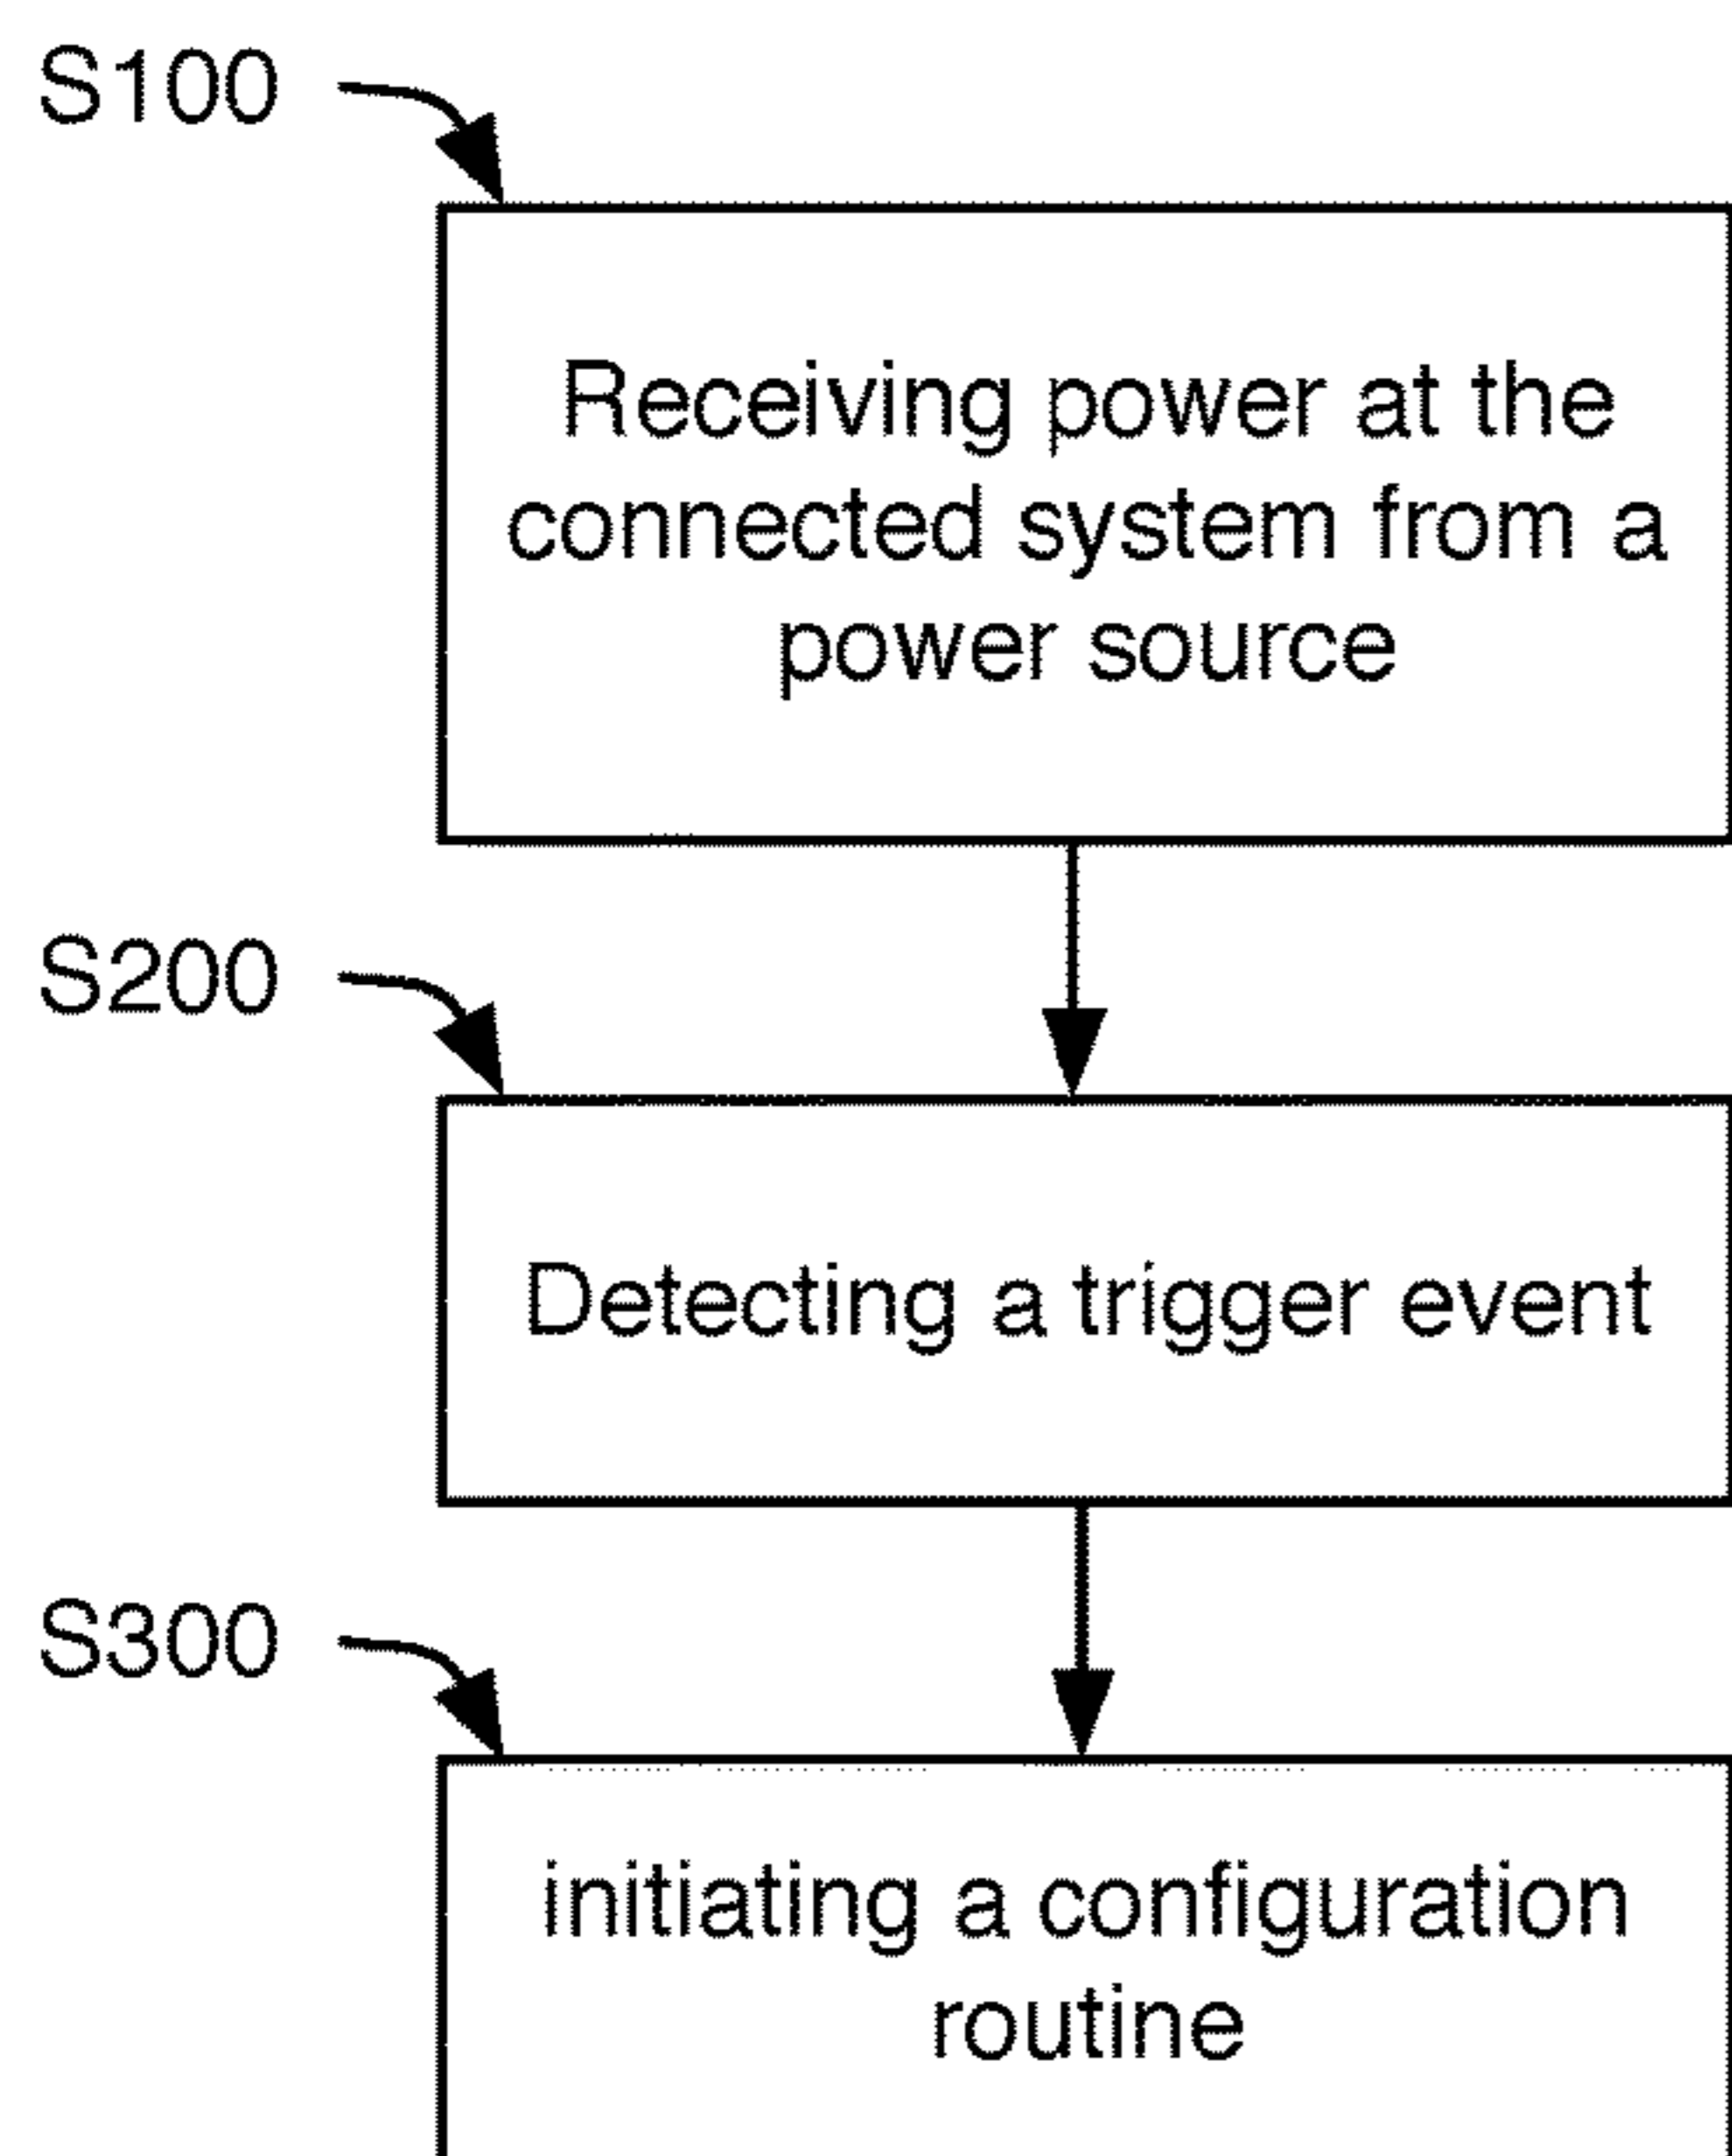 S100
Receiving power at the
connected system from a
power source
S200
Detecting a trigger event
S300
initiating a configuration
routine